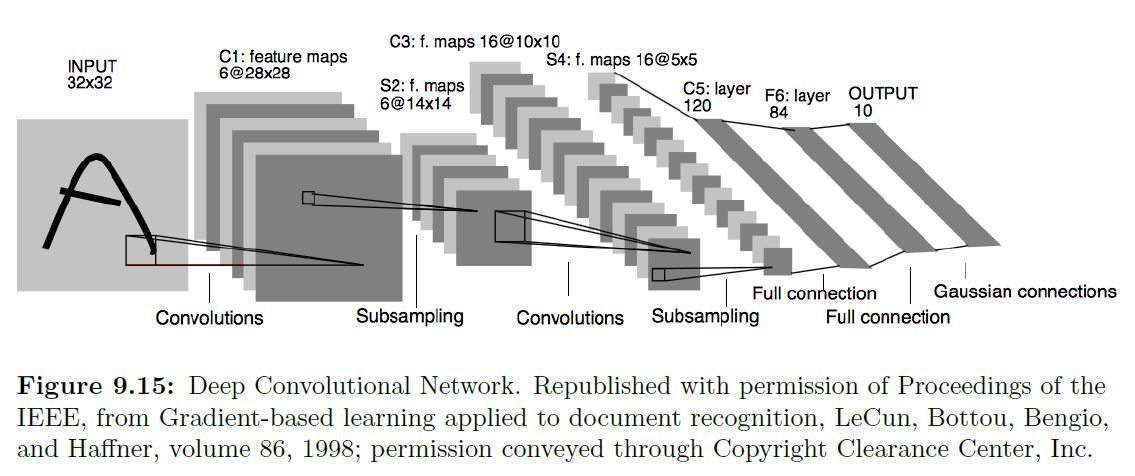 INPUT
32x32
C1: feature maps
6@28x28
S2: f. maps
6@14x14
C3: f. maps 16@10x10
S4: f. maps 16@5x5
C5: layer
120
F6: layer
84
OUTPUT
10
Convolutions
Subsampling
Convolutions
Subsampling
Full connection
Full connection
Gaussian connections
Figure 9.15: Deep Convolutional Network. Republished with permission of Proceedings of the
IEEE, from Gradient-based learning applied to document recognition, LeCun, Bottou, Bengio,
and Haffner, volume 86, 1998; permission conveyed through Copyright Clearance Center, Inc.